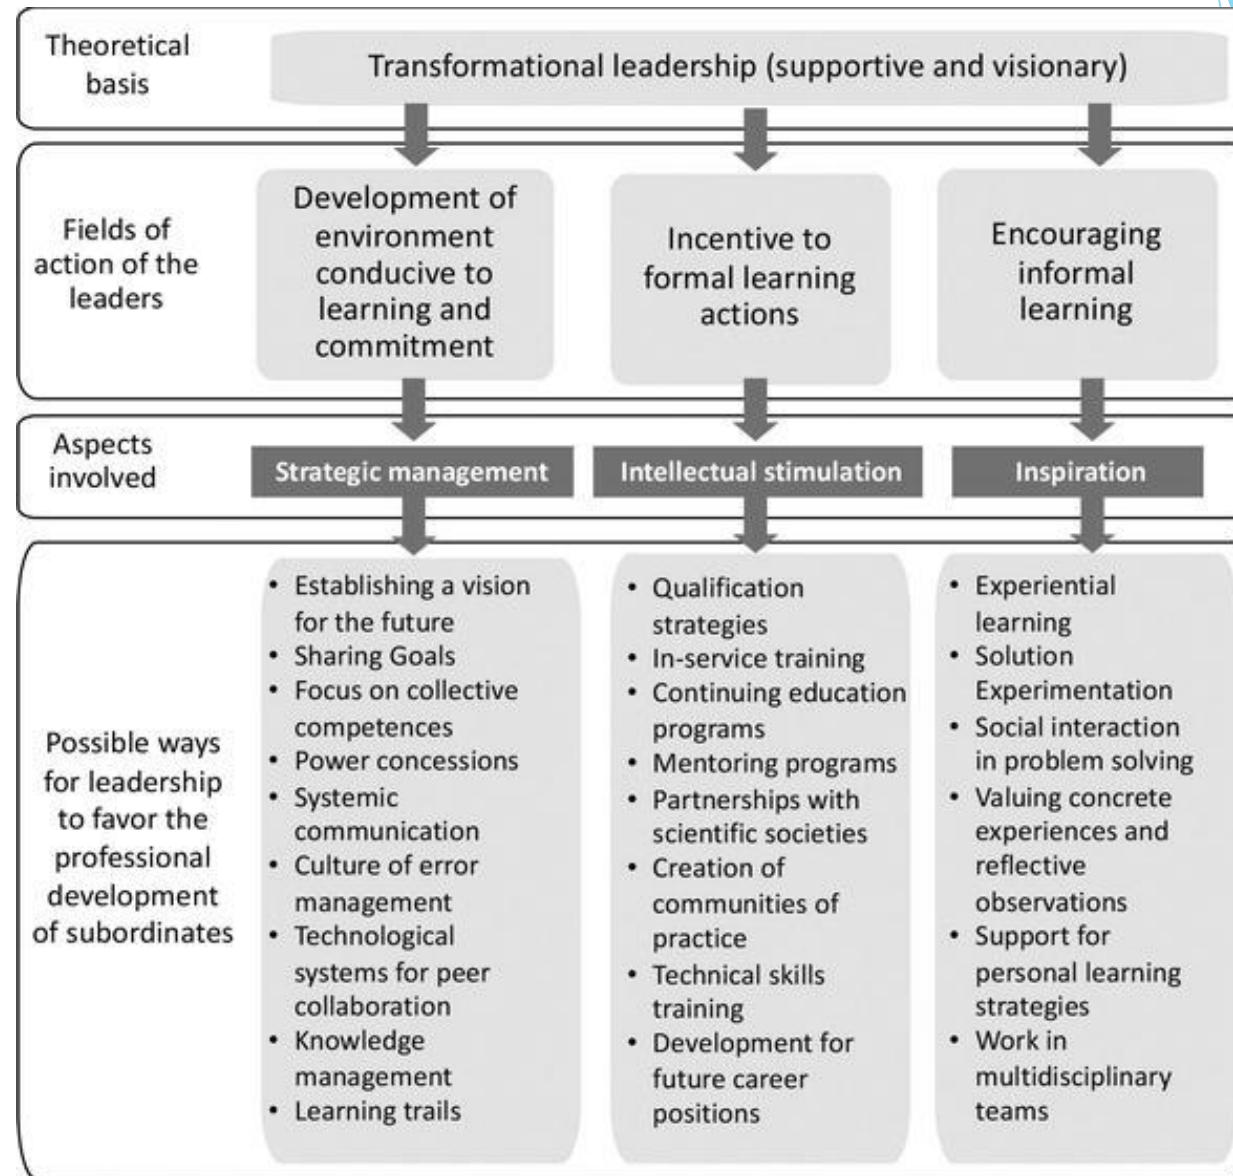 Theoretical
basis
Transformational leadership (supportive and visionary)
Fields of
action of the
leaders
Development of
environment
conducive to
learning and
commitment
Incentive to
formal learning
actions
Encouraging
informal
learning
Aspects
involved
Strategic management
Intellectual stimulation
Inspiration
Possible ways
for leadership
to favor the
professional
development
of subordinates
• Establishing a vision
for the future
• Sharing Goals
• Focus on collective
competences
• Power concessions
• Systemic
communication
• Culture of error
management
• Technological
systems for peer
collaboration
• Knowledge
management
• Learning trails
• Qualification
strategies
• In-service training
• Continuing education
programs
• Mentoring programs
• Partnerships with
scientific societies
• Creation of
communities of
practice
• Technical skills
training
• Development for
future career
positions
• Experiential
learning
• Solution
Experimentation
• Social interaction
in problem solving
• Valuing concrete
experiences and
reflective
observations
• Support for
personal learning
strategies
• Work in
multidisciplinary
teams